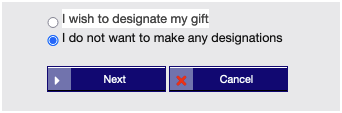 I wish to designate my gift
I do not want to make any designations
Next Cancel